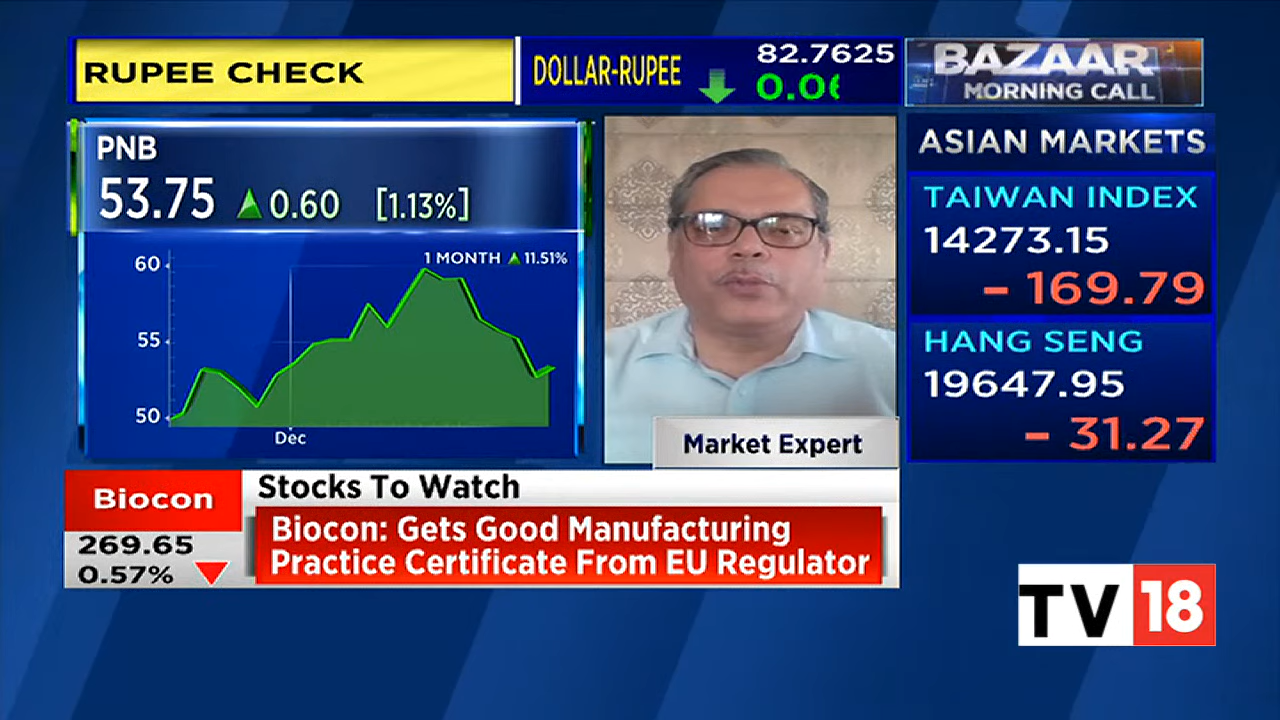 RUPEE CHECK
DOLLAR-RUPEE
82.7625
BAZAAR
MORNING CALL
PNB
53.75 0.60 [1.13%]
1 MONTH 11.51%
60
55
50
Dec
Market Expert
ASIAN MARKETS
TAIWAN INDEX
14273.15
- 169.79
HANG SENG
19647.95
- 31.27
Biocon
269.65
0.57%
Stocks To Watch
Biocon: Gets Good Manufacturing
Practice Certificate From EU Regulator
TV18